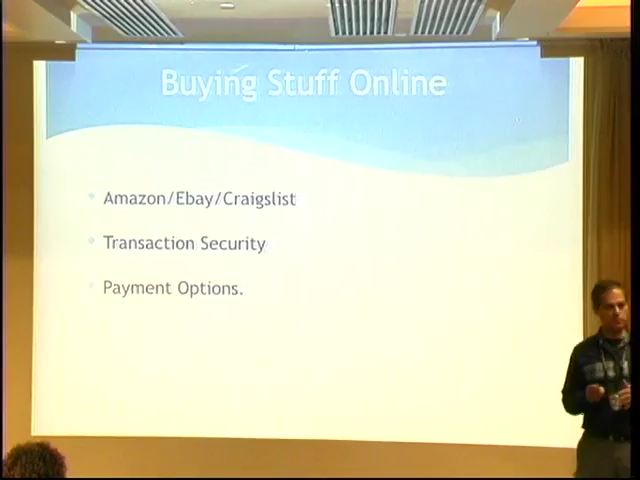 Buying Stuff Online
Amazon/Ebay/Craigslist
Transaction Security
Payment Options.